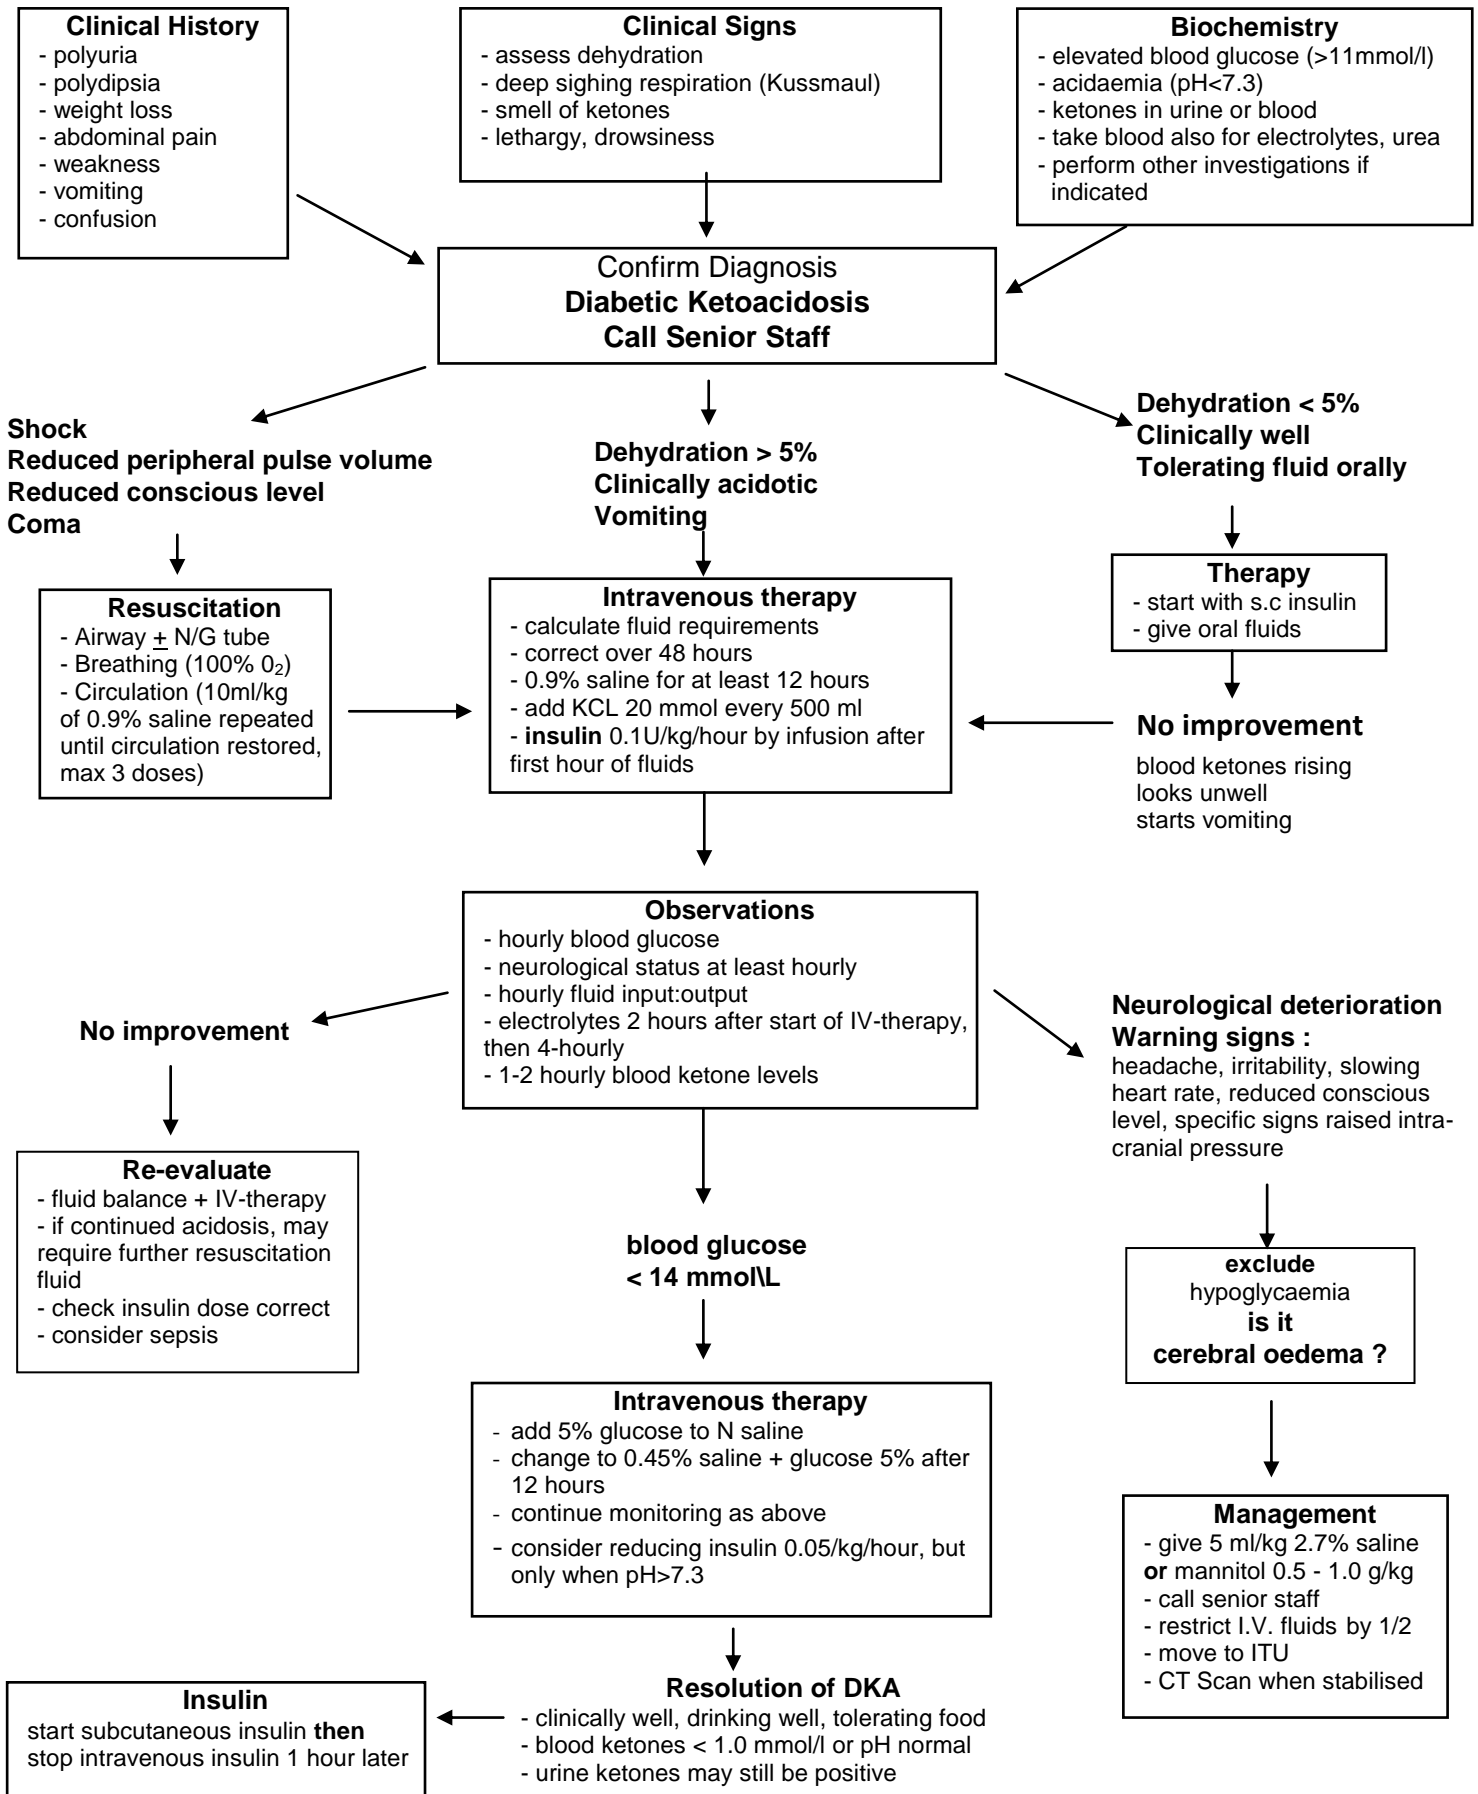 Clinical History
- polyuria
- polydipsia
- weight loss
- abdominal pain
- weakness
- vomiting
- confusion
Clinical Signs
- assess dehydration
- deep sighing respiration (Kussmaul)
- smell of ketones
- lethargy, drowsiness
Biochemistry
- elevated blood glucose (>11mmol/l)
- acidaemia (pH<7.3)
- ketones in urine or blood
- take blood also for electrolytes, urea
- perform other investigations if
indicated
Confirm Diagnosis
Diabetic Ketoacidosis
Call Senior Staff
Shock
Reduced peripheral pulse volume
Reduced conscious level
Coma
Dehydration > 5%
Clinically acidotic
Vomiting
Dehydration < 5%
Clinically well
Tolerating fluid orally
Resuscitation
- Airway ± N/G tube
- Breathing (100% 0₂)
- Circulation (10ml/kg
of 0.9% saline repeated
until circulation restored,
max 3 doses)
Intravenous therapy
- calculate fluid requirements
- correct over 48 hours
- 0.9% saline for at least 12 hours
- add KCL 20 mmol every 500 ml
- insulin 0.1U/kg/hour by infusion after
first hour of fluids
Therapy
- start with s.c insulin
- give oral fluids
No improvement
blood ketones rising
looks unwell
starts vomiting
Observations
- hourly blood glucose
- neurological status at least hourly
- hourly fluid input:output
- electrolytes 2 hours after start of IV-therapy,
then 4-hourly
- 1-2 hourly blood ketone levels
No improvement
Re-evaluate
- fluid balance + IV-therapy
- if continued acidosis, may
require further resuscitation
fluid
- check insulin dose correct
- consider sepsis
Neurological deterioration
Warning signs :
headache, irritability, slowing
heart rate, reduced conscious
level, specific signs raised intra-
cranial pressure
blood glucose
< 14 mmol\L
exclude
hypoglycaemia
is it
cerebral oedema ?
Intravenous therapy
- add 5% glucose to N saline
- change to 0.45% saline + glucose 5% after
12 hours
- continue monitoring as above
- consider reducing insulin 0.05/kg/hour, but
only when pH>7.3
Management
- give 5 ml/kg 2.7% saline
or mannitol 0.5 - 1.0 g/kg
- call senior staff
- restrict I.V. fluids by 1/2
- move to ITU
- CT Scan when stabilised
Resolution of DKA
- clinically well, drinking well, tolerating food
- blood ketones < 1.0 mmol/l or pH normal
- urine ketones may still be positive
Insulin
start subcutaneous insulin then
stop intravenous insulin 1 hour later